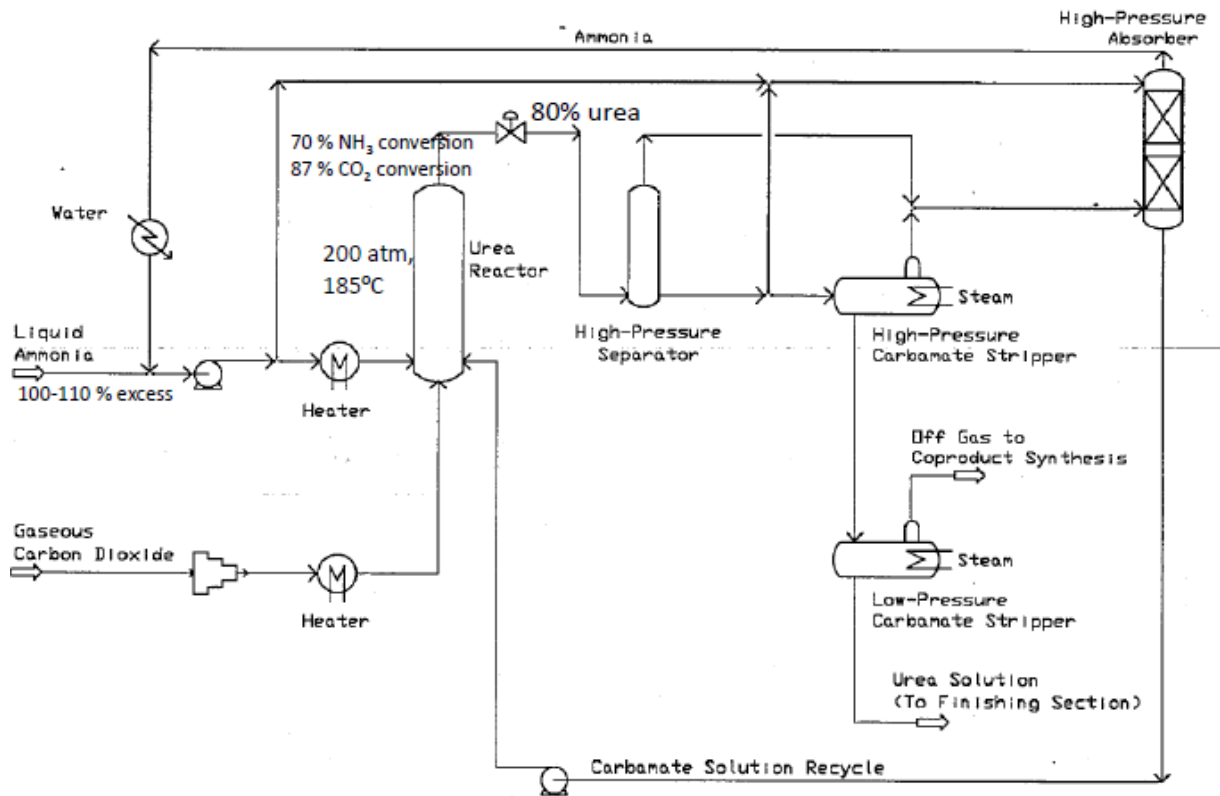 High-Pressure
Absorber
Ammonia
80% urea
70 % NH₃ conversion
87 % CO₂ conversion
Water
200 atm,
185°C
Urea
Reactor
Steam
High-Pressure
Separator
High-Pressure
Carbamate Stripper
Liquid
Ammonia
100-110 % excess
Heater
Off Gas to
Coproduct Synthesis
Gaseous
Carbon Dioxide
Heater
Steam
Low-Pressure
Carbamate Stripper
Urea Solution
(To Finishing Section)
Carbamate Solution Recycle